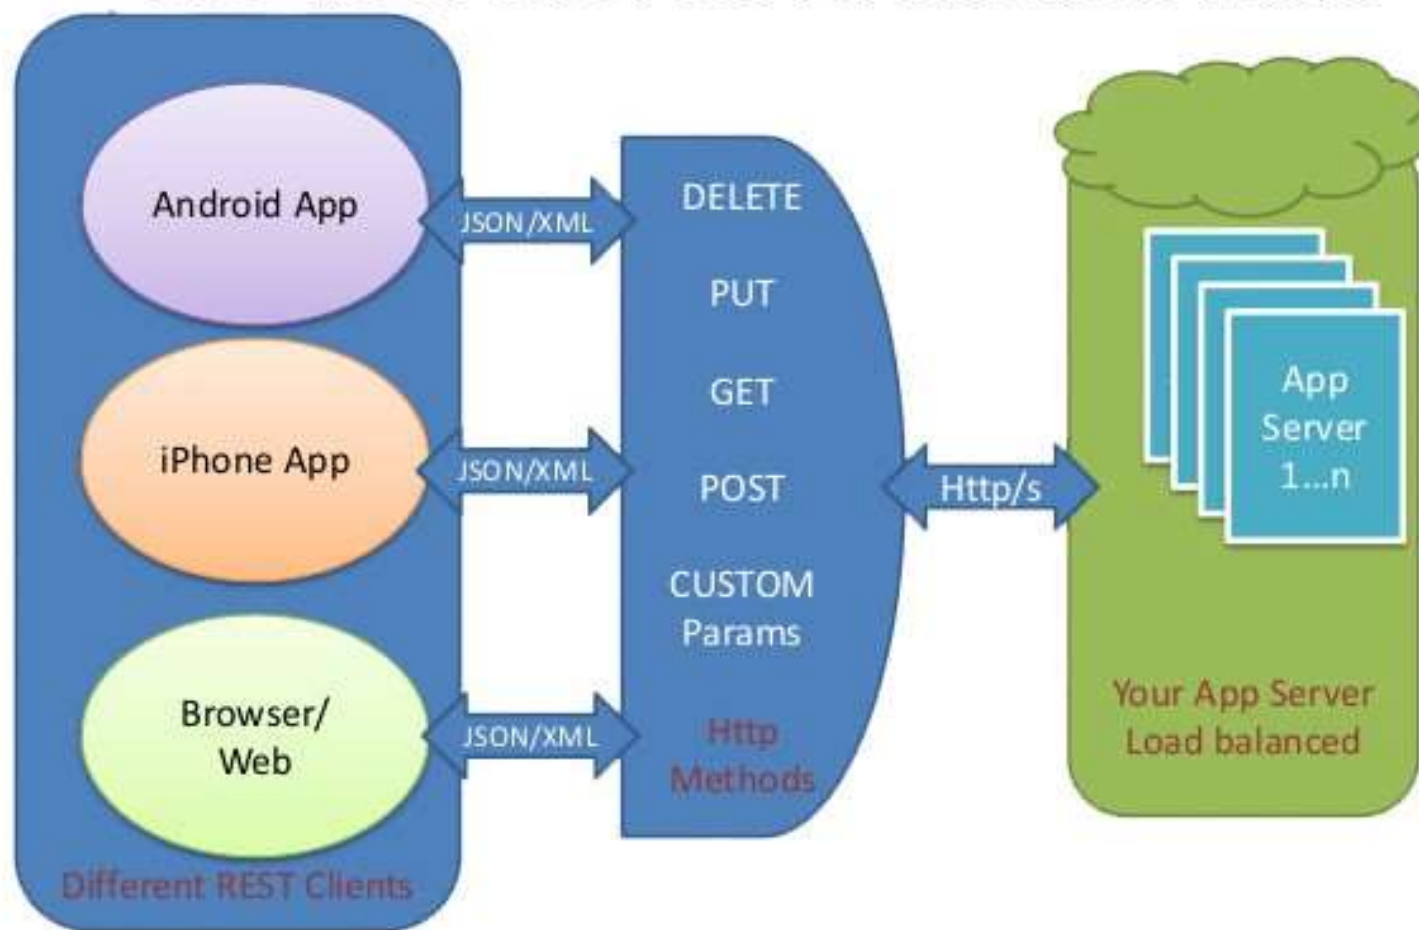 Android App
JSON/XML
iPhone App
JSON/XML
Browser/
Web
JSON/XML
Different REST Clients
DELETE
PUT
GET
POST
CUSTOM
Params
Http
Methods
Http/s
App
Server
1...n
Your App Server
Load balanced